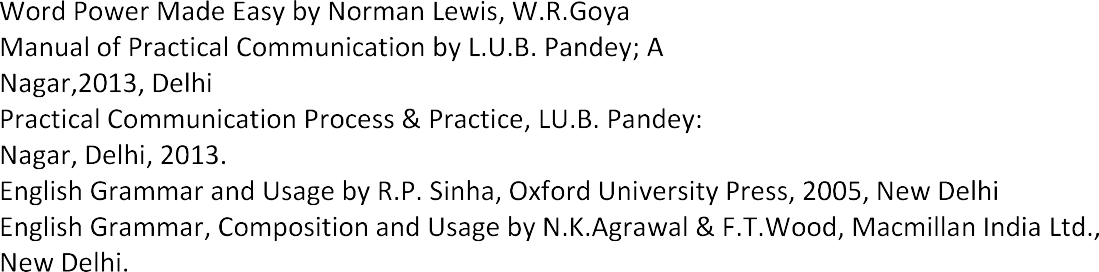 Word Power Made Easy by Norman Lewis, W.R.Goya
Manual of Practical Communication by L.U.B. Pandey; A
Nagar,2013, Delhi
Practical Communication Process & Practice, LU.B. Pandey:
Nagar, Delhi, 2013.
English Grammar and Usage by R.P. Sinha, Oxford University Press, 2005, New Delhi
English Grammar, Composition and Usage by N.K.Agrawal & F.T.Wood, Macmillan India Ltd.,
New Delhi.